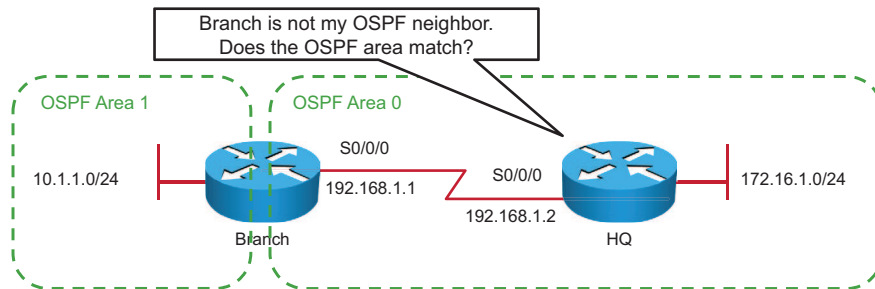 Branch is not my OSPF neighbor.
Does the OSPF area match?
OSPF Area 1
OSPF Area 0
S0/0/0
10.1.1.0/24
192.168.1.1
S0/0/0
172.16.1.0/24
192.168.1.2
Branch
HQ